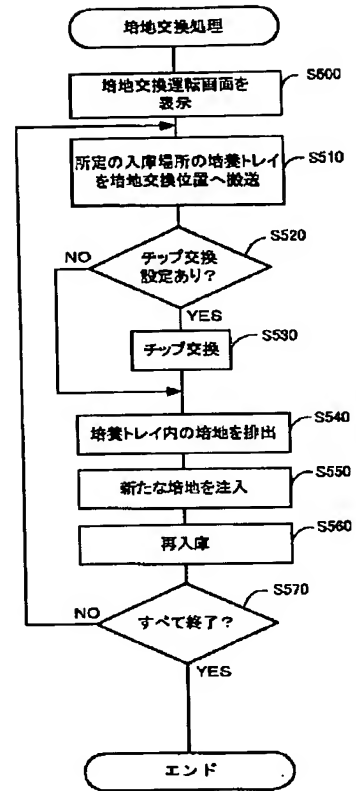 培地交換処理
S500
培地交換運転画面を
表示
S510
所定の入庫場所の培養トレイ
を培地交換位置へ搬送
S520
NO
チップ交換
設定あり?
YES
S530
チップ交換
S540
培養トレイ内の培地を排出
S550
新たな培地を注入
S560
再入庫
S570
NO
すべて終了?
YES
エンド